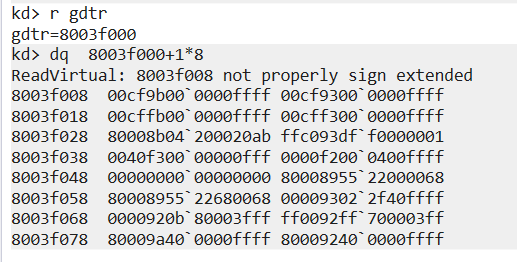 kd> r gdtr
gdtr=8003f000
kd> dq  8003f000+1*8
ReadVirtual: 8003f008 not properly sign extended
8003f008  00cf9b00`0000ffff 00cf9300`0000ffff
8003f018  00cffb00`0000ffff 00cff300`0000ffff
8003f028  80008b04`200020ab ffc093df`f0000001
8003f038  0040f300`00000fff 0000f200`0400ffff
8003f048  00000000`00000000 80008955`22000068
8003f058  80008955`22680068 00009302`2f40ffff
8003f068  0000920b`80003fff ff0092ff`700003ff
8003f078  80009a40`0000ffff 80009240`0000ffff